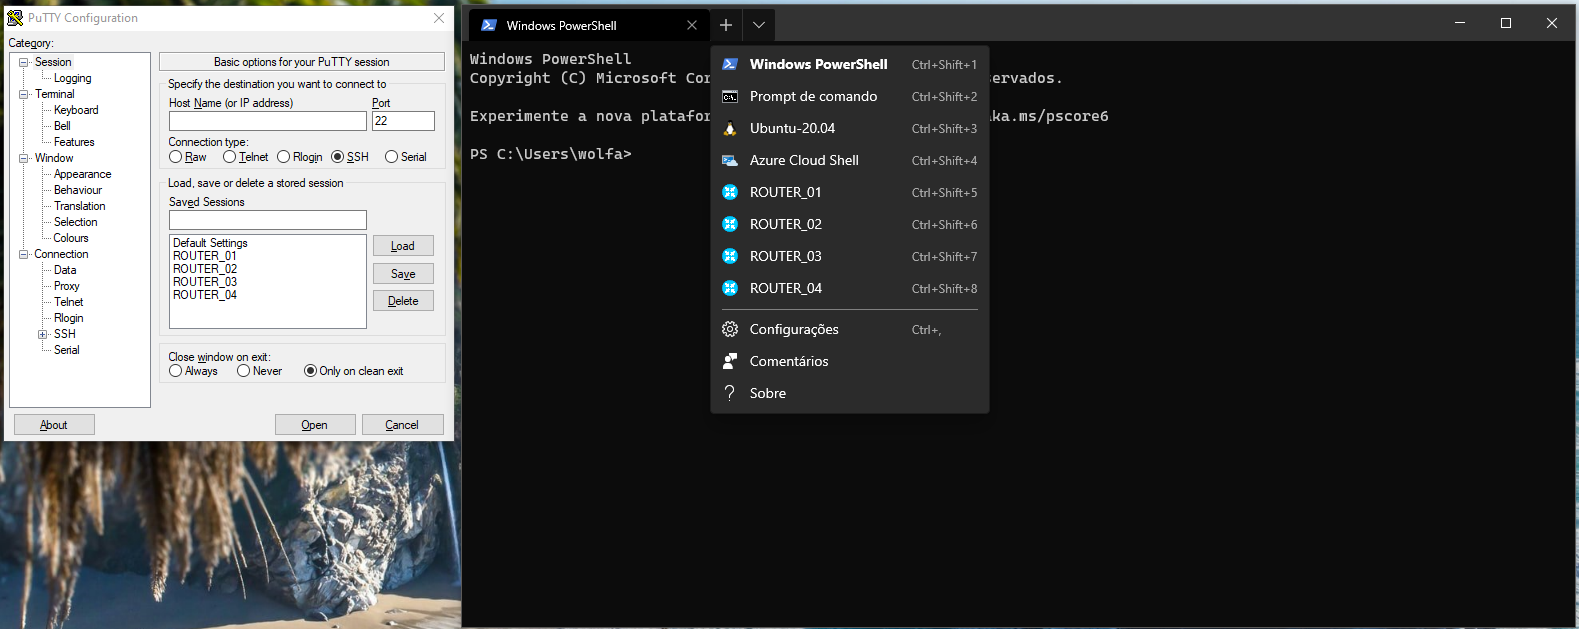 PuTTY Configuration
Category:
Session
Logging
Terminal
Keyboard
Bell
Features
Window
Appearance
Behaviour
Translation
Selection
Colours
Connection
Data
Proxy
Telnet
Rlogin
SSH
Serial
Basic options for your PuTTY session
Specify the destination you want to connect to
Host Name (or IP address) Port
22
Connection type:
Raw Telnet Rlogin SSH Serial
Load, save or delete a stored session
Saved Sessions
Default Settings
ROUTER_01
ROUTER_02
ROUTER_03
ROUTER_04
Load
Save
Delete
Close window on exit:
Always Never Only on clean exit
About Open Cancel
Windows PowerShell
Windows PowerShell
Copyright (C) Microsoft Cor servados.
Experimente a nova platafor aka.ms/pscore6
PS C:\Users\wolfa>
Windows PowerShell Ctrl+Shift+1
Prompt de comando Ctrl+Shift+2
Ubuntu-20.04 Ctrl+Shift+3
Azure Cloud Shell Ctrl+Shift+4
ROUTER_01 Ctrl+Shift+5
ROUTER_02 Ctrl+Shift+6
ROUTER_03 Ctrl+Shift+7
ROUTER_04 Ctrl+Shift+8
Configurações Ctrl+,
Comentários
Sobre